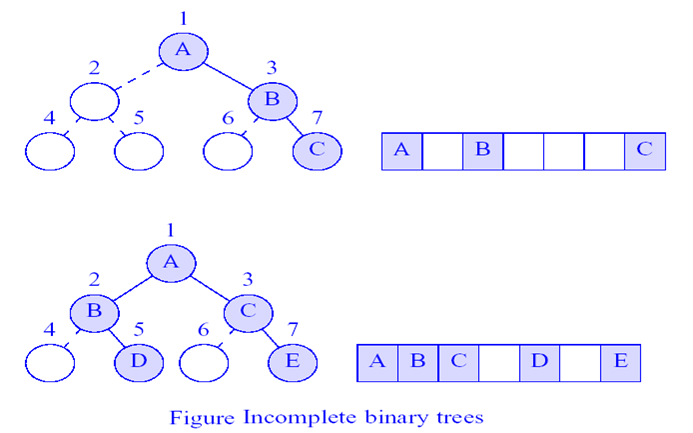 1
A
2 3
B
4 5 6 7
C
A B C
1
A
2 3
B C
4 5 6 7
D E
A B C D E
Figure Incomplete binary trees